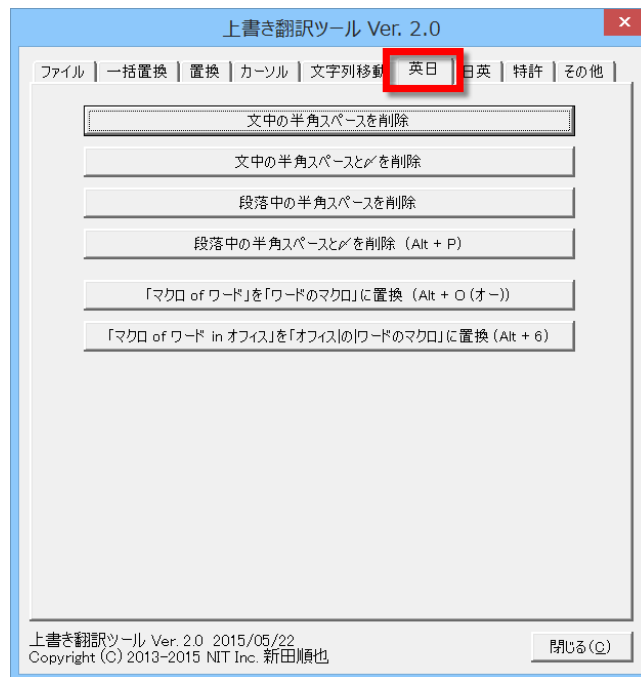 上書き翻訳ツール Ver. 2.0
ファイル 一括置換 置換 カーソル 文字列移動 英日 日英 特許 その他
文中の半角スペースを削除
文中の半角スペースと〆を削除
段落中の半角スペースを削除
段落中の半角スペースと〆を削除 (Alt + P)
「マクロ of ワード」を「ワードのマクロ」に置換 (Alt + O (オー))
「マクロ of ワード in オフィス」を「オフィス|の|ワードのマクロ」に置換 (Alt + 6)
上書き翻訳ツール Ver. 2.0 2015/05/22
Copyright (C) 2013-2015 NIT Inc. 新田順也
閉じる(C)